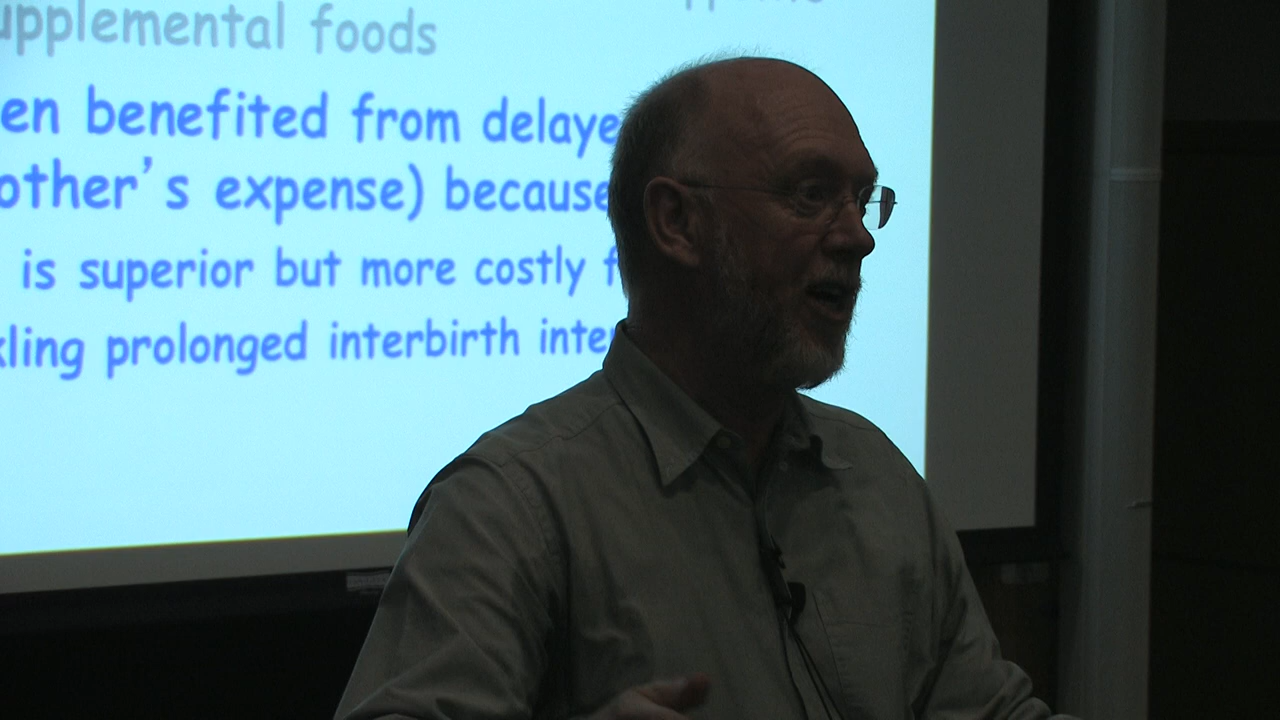 upplemental foods
en benefited from delaye
other's expense) because
is superior but more costly f
kling prolonged interbirth inte